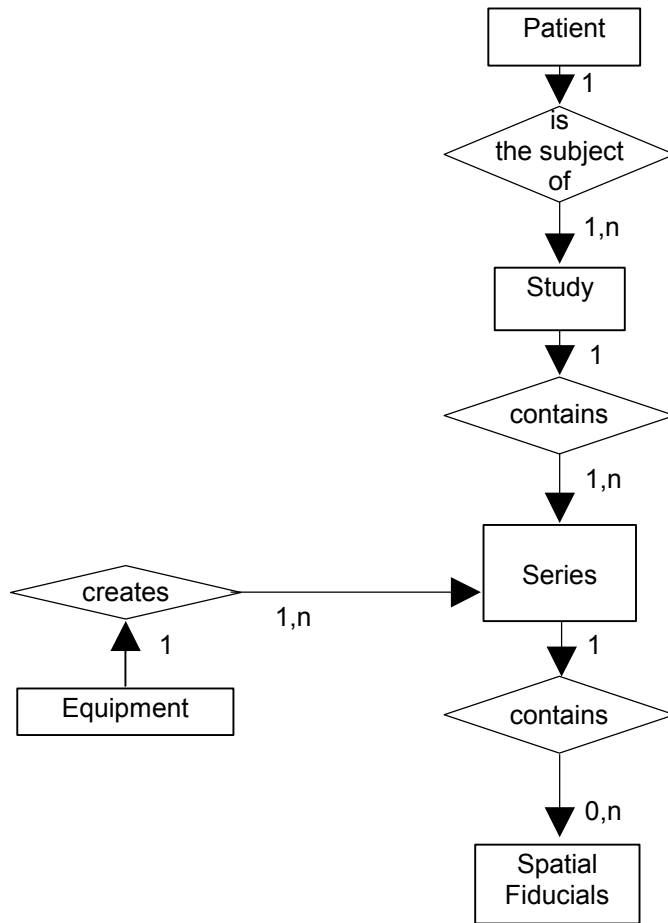 Patient
1
is
the subject
of
1,n
Study
1
contains
1,n
Series
creates
1,n
1
1
Equipment
contains
0,n
Spatial
Fiducials